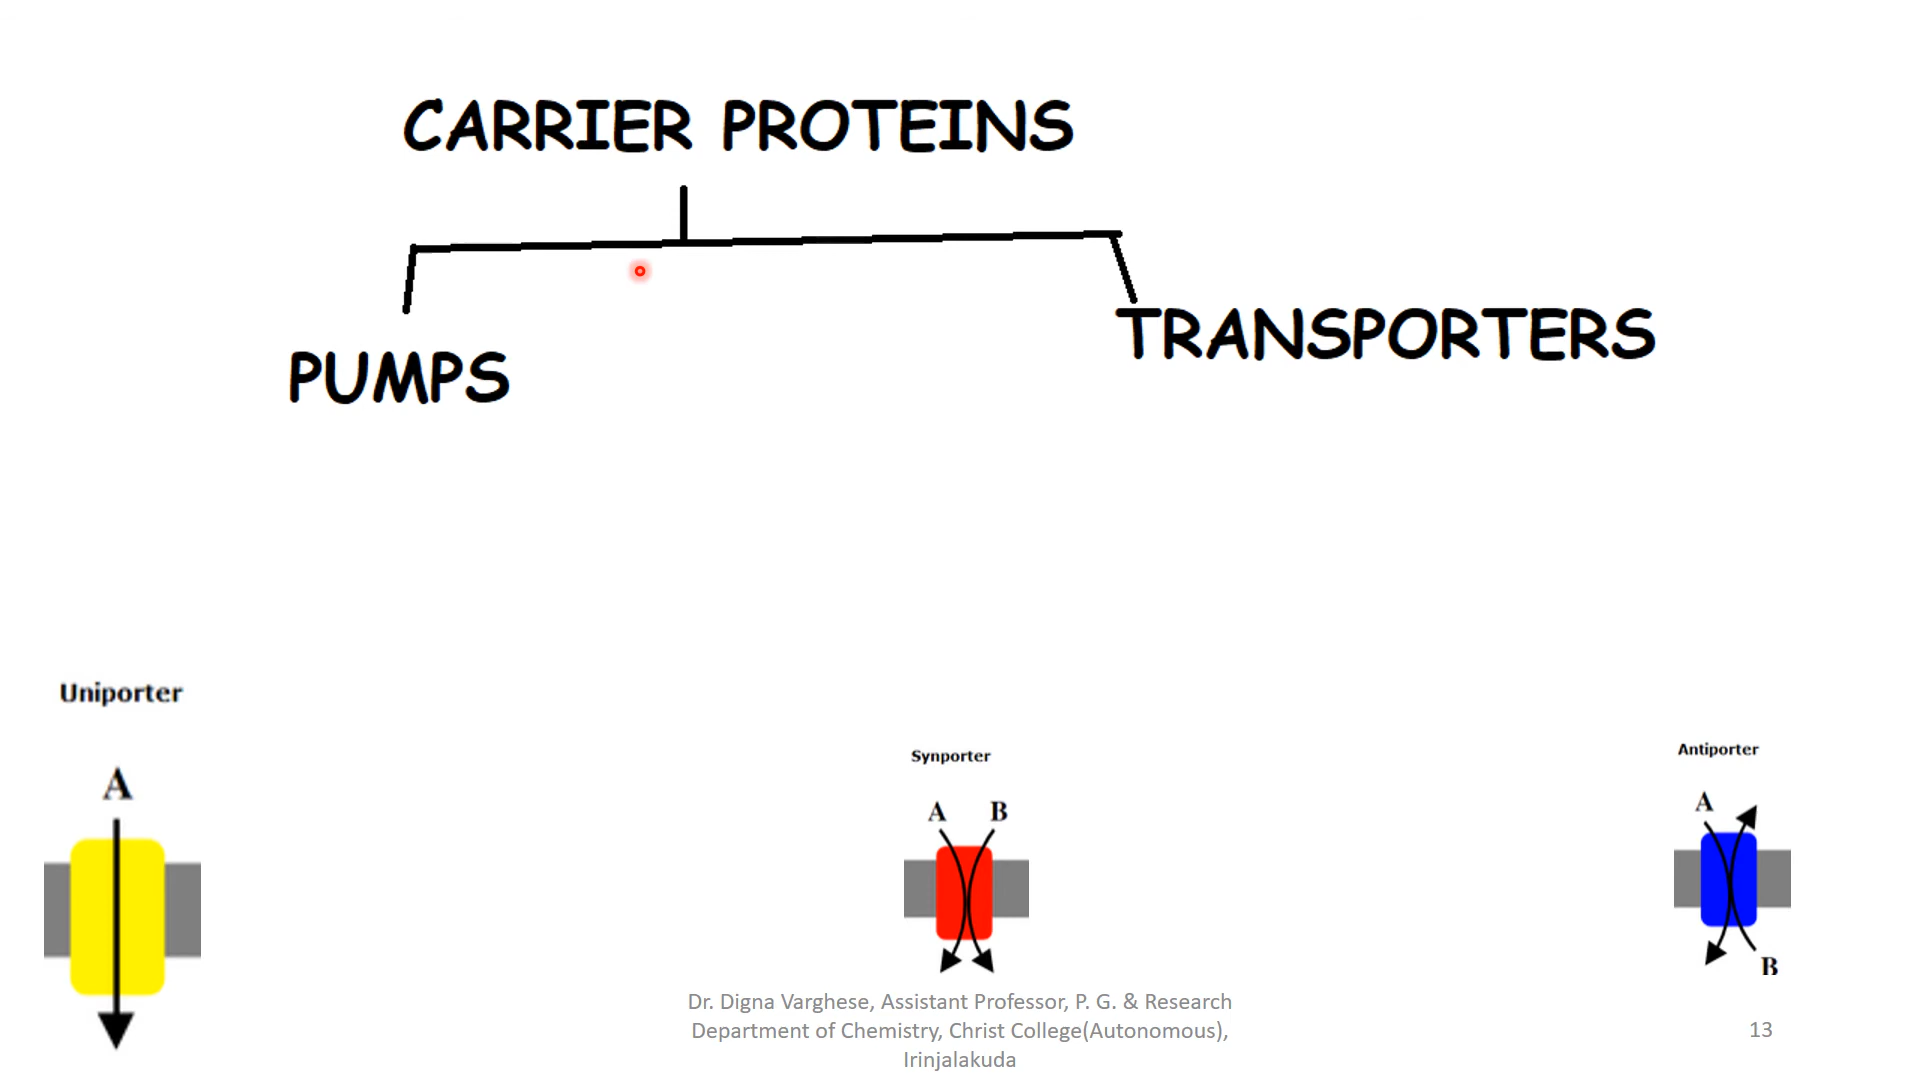 CARRIER PROTEINS
TRANSPORTERS
PUMPS
Uniporter
A
Synporter
A B
Antiporter
A
B
Dr. Digna Varghese, Assistant Professor, P. G. & Research
Department of Chemistry, Christ College(Autonomous),
Irinjalakuda
13